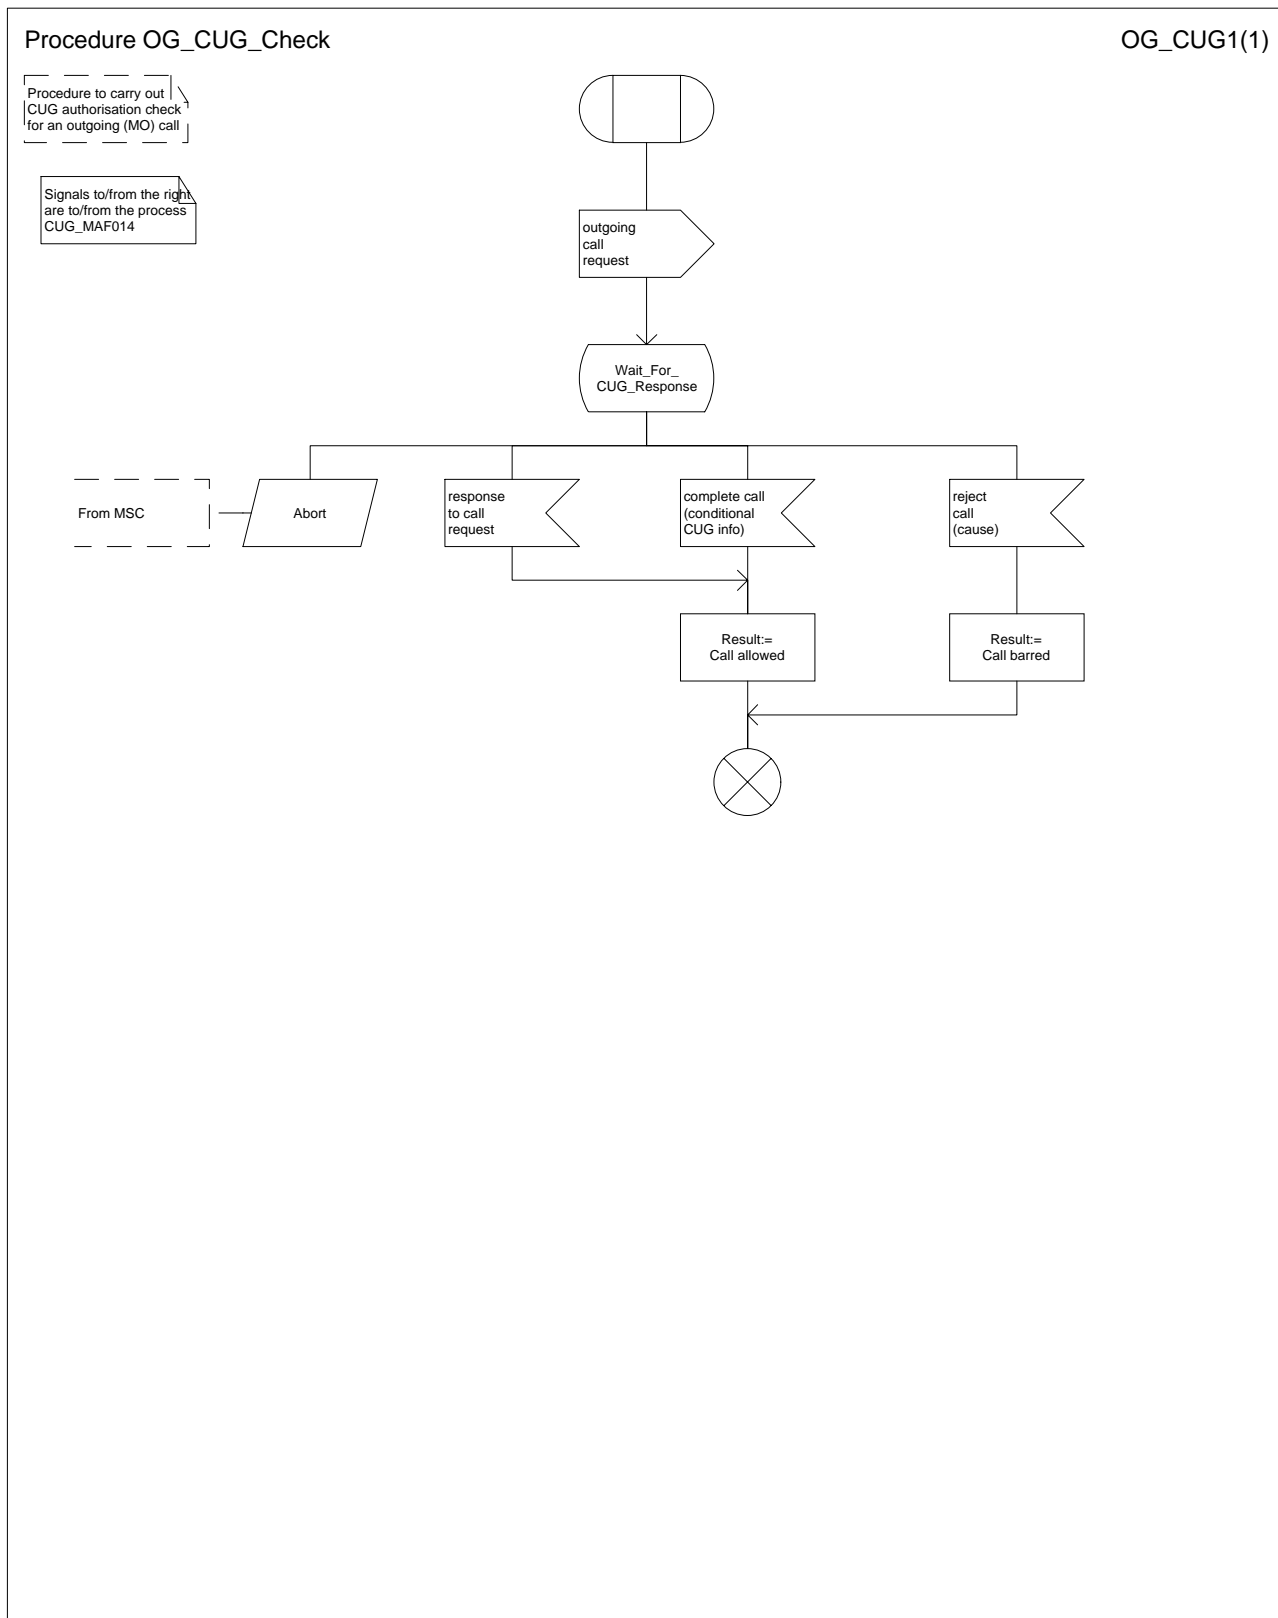 Procedure OG_CUG_Check
OG_CUG1(1)
Procedure to carry out
CUG authorisation check
for an outgoing (MO) call
Signals to/from the right
are to/from the process
CUG_MAF014
outgoing
call
request
Wait_For_
CUG_Response
From MSC
Abort
response
to call
request
complete call
(conditional
CUG info)
reject
call
(cause)
Result:=
Call allowed
Result:=
Call barred